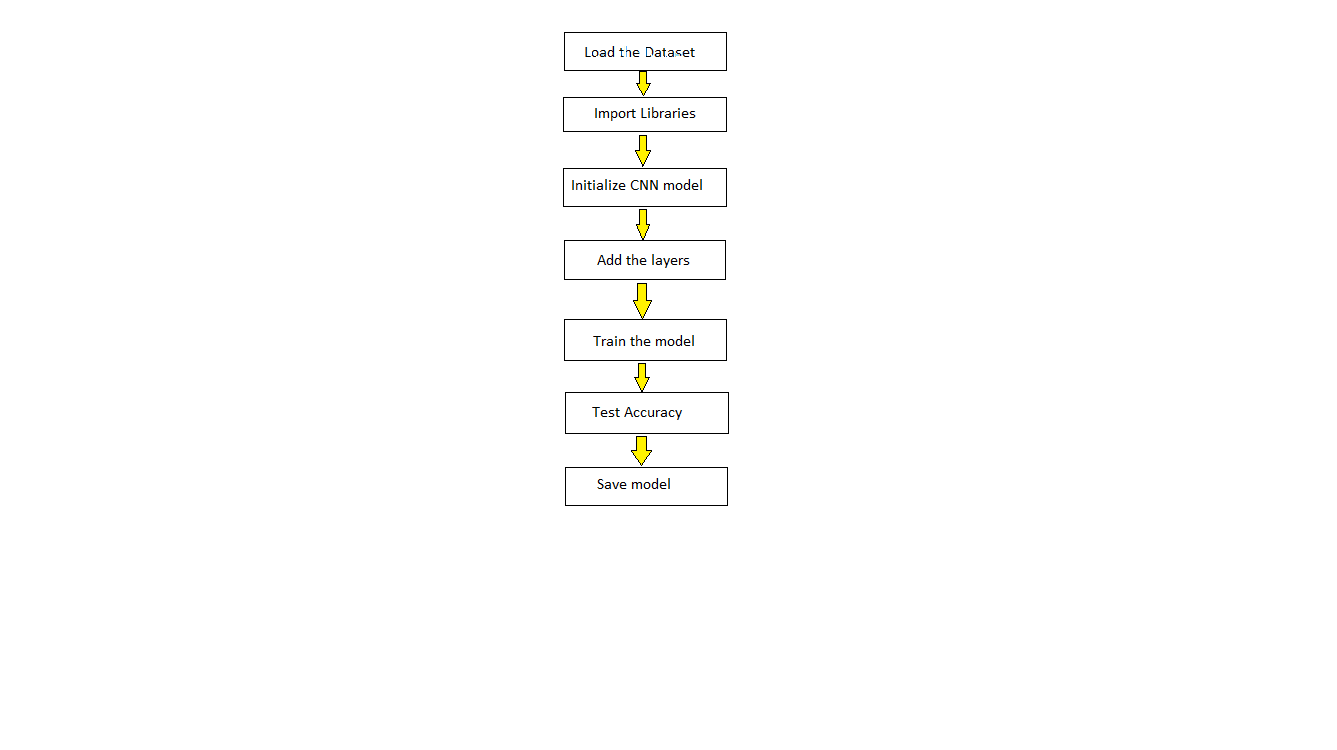 Load the Dataset
Import Libraries
Initialize CNN model
Add the layers
Train the model
Test Accuracy
Save model